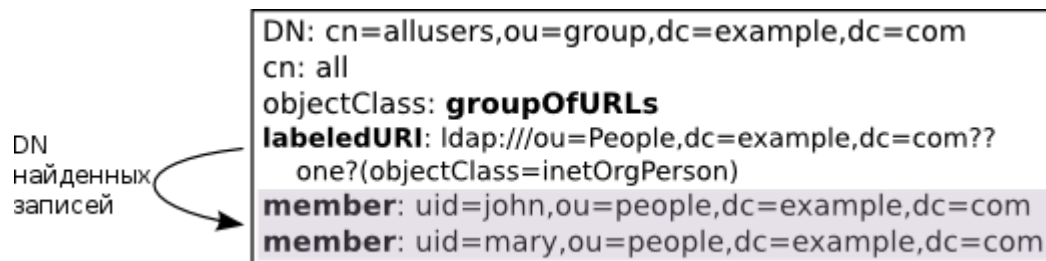 DN: cn=allusers,ou=group,dc=example,dc=com
cn: all
objectClass: groupOfURLs
labeledURI: ldap:///ou=People,dc=example,dc=com??
one?(objectClass=inetOrgPerson)
member: uid=john,ou=people,dc=example,dc=com
member: uid=mary,ou=people,dc=example,dc=com
DN
найденных
записей